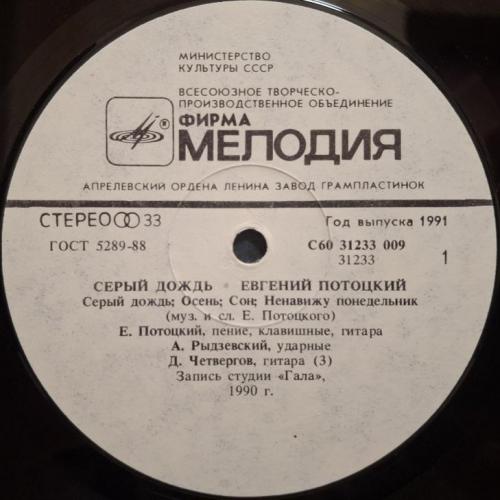 МИНИСТЕРСТВО
КУЛЬТУРЫ СССР
ВСЕСОЮЗНОЕ ТВОРЧЕСКО-
ПРОИЗВОДСТВЕННОЕ ОБЪЕДИНЕНИЕ
ФИРМА
® МЕЛОДИЯ
АПРЕЛЕВСКИЙ ОРДЕНА ЛЕНИНА ЗАВОД ГРАМПЛАСТИНОК
СТЕРЕО 33
Год выпуска 1991
ГОСТ 5289-88
С60 31233 009
31233
1
СЕРЫЙ ДОЖДЬ · ЕВГЕНИЙ ПОТОЦКИЙ
Серый дождь; Осень; Сон; Ненавижу понедельник
(муз. и сл. Е. Потоцкого)
Е. Потоцкий, пение, клавишные, гитара
А. Рыдзевский, ударные
Д. Четвергов, гитара (3)
Запись студии «Гала»,
1990 г.